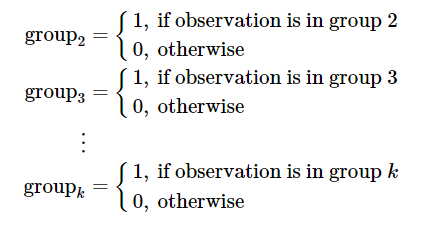 group₂ = { 1, if observation is in group 2
0, otherwise
group₃ = { 1, if observation is in group 3
0, otherwise
⋮
groupₖ = { 1, if observation is in group k
0, otherwise